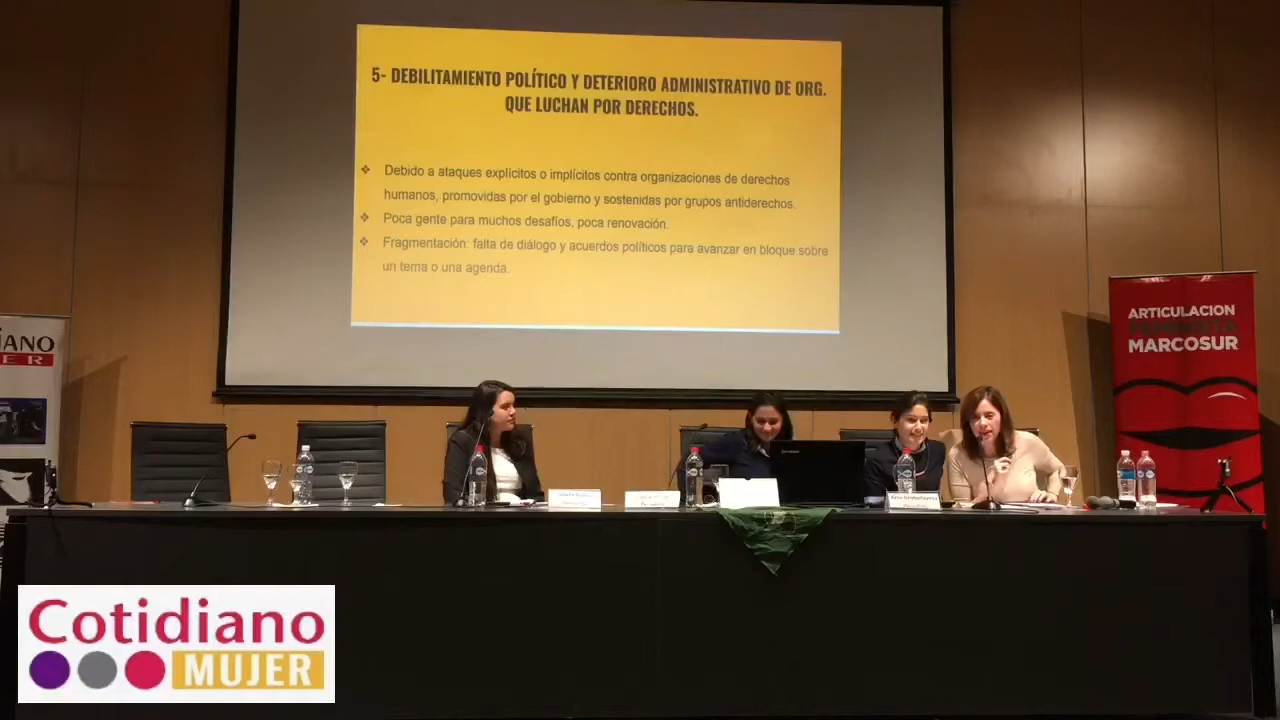 5- DEBILITAMIENTO POLÍTICO Y DETERIORO ADMINISTRATIVO DE ORG.
QUE LUCHAN POR DERECHOS.
❖ Debido a ataques explícitos o implícitos contra organizaciones de derechos
humanos, promovidas por el gobierno y sostenidas por grupos antiderechos.
❖ Poca gente para muchos desafíos, poca renovación.
❖ Fragmentación: falta de diálogo y acuerdos políticos para avanzar en bloque sobre
un tema o una agenda.
ARTICULACION
FEMINISTA
MARCOSUR
IANO
ER
Cotidiano
MUJER